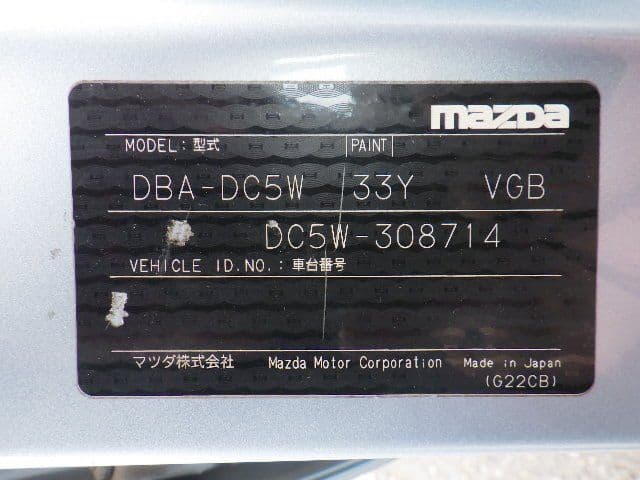 mazda
MODEL: 型式 PAINT
DBA-DC5W 33Y VGB
DC5W-308714
VEHICLE ID.NO.: 車台番号
マツダ株式会社 Mazda Motor Corporation Made in Japan
(G22CB)